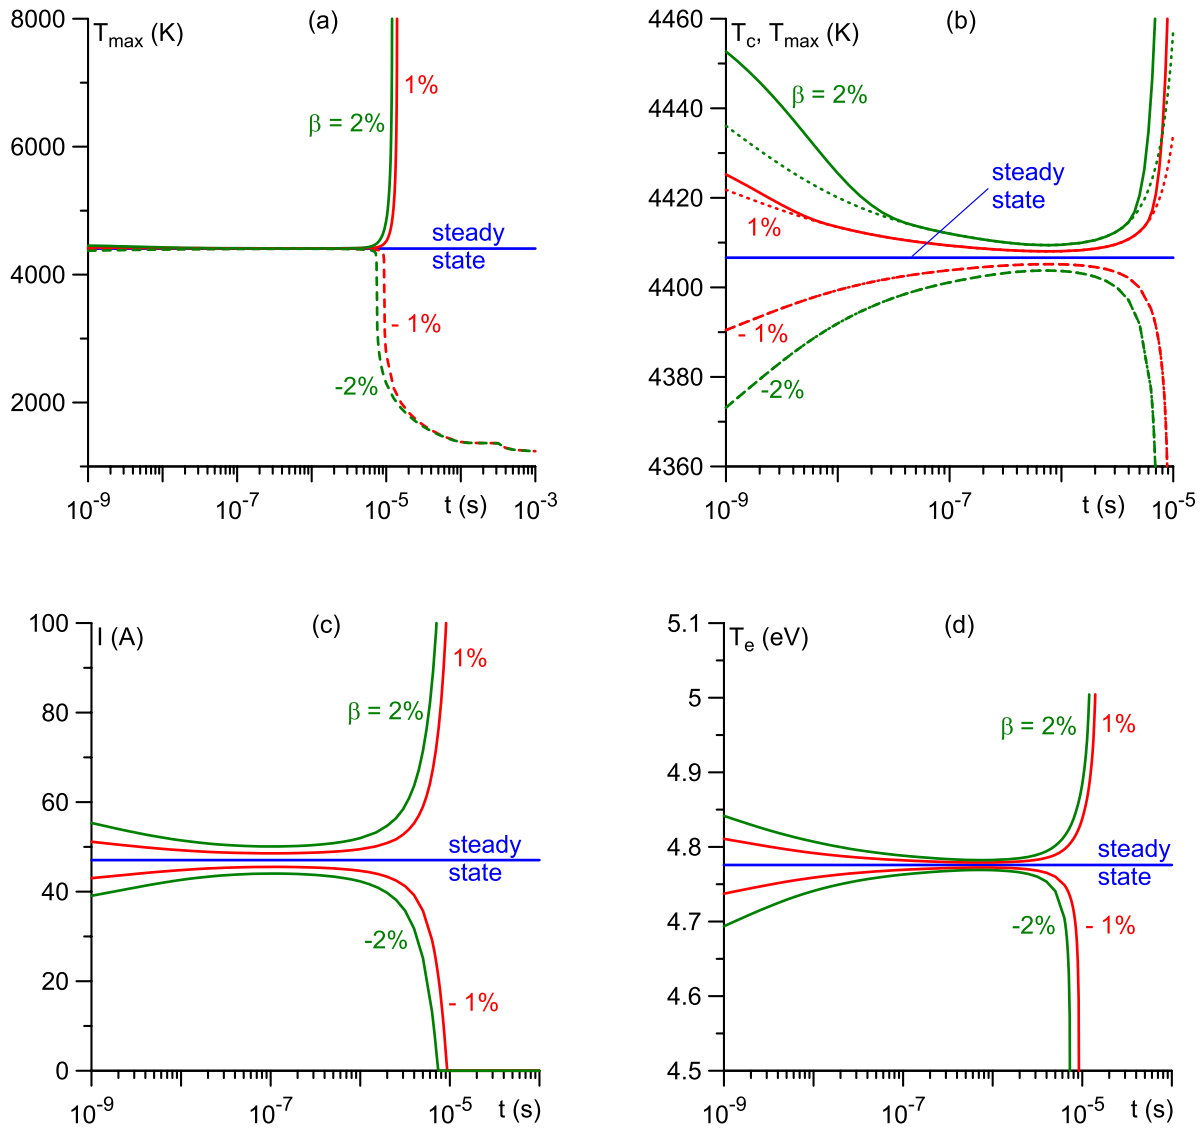 8000
T_max (K)
(a)
1%
β = 2%
6000
steady
state
4000
- 1%
-2%
2000
10^-9
10^-7
10^-5
t (s)
10^-3
4460
T_c, T_max (K)
(b)
β = 2%
4440
steady
state
4420
1%
4400
- 1%
4380
-2%
4360
10^-9
10^-7
t (s)
10^-5
100
I (A)
(c)
1%
β = 2%
80
60
steady
state
40
-2%
20
- 1%
0
10^-9
10^-7
10^-5
t (s)
5.1
T_e (eV)
(d)
5
β = 2%
1%
4.9
4.8
steady
state
4.7
-2%
- 1%
4.6
4.5
10^-9
10^-7
10^-5
t (s)